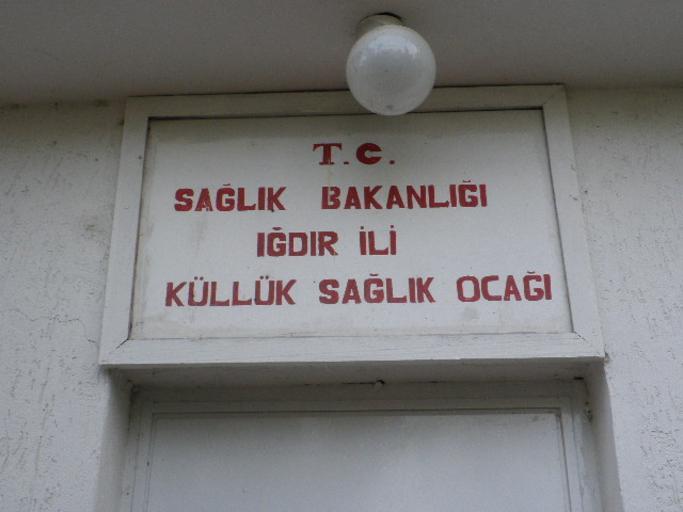 T.C.
SAĞLIK BAKANLIĞI
IĞDIR İLİ
KÜLLÜK SAĞLIK OCAĞI